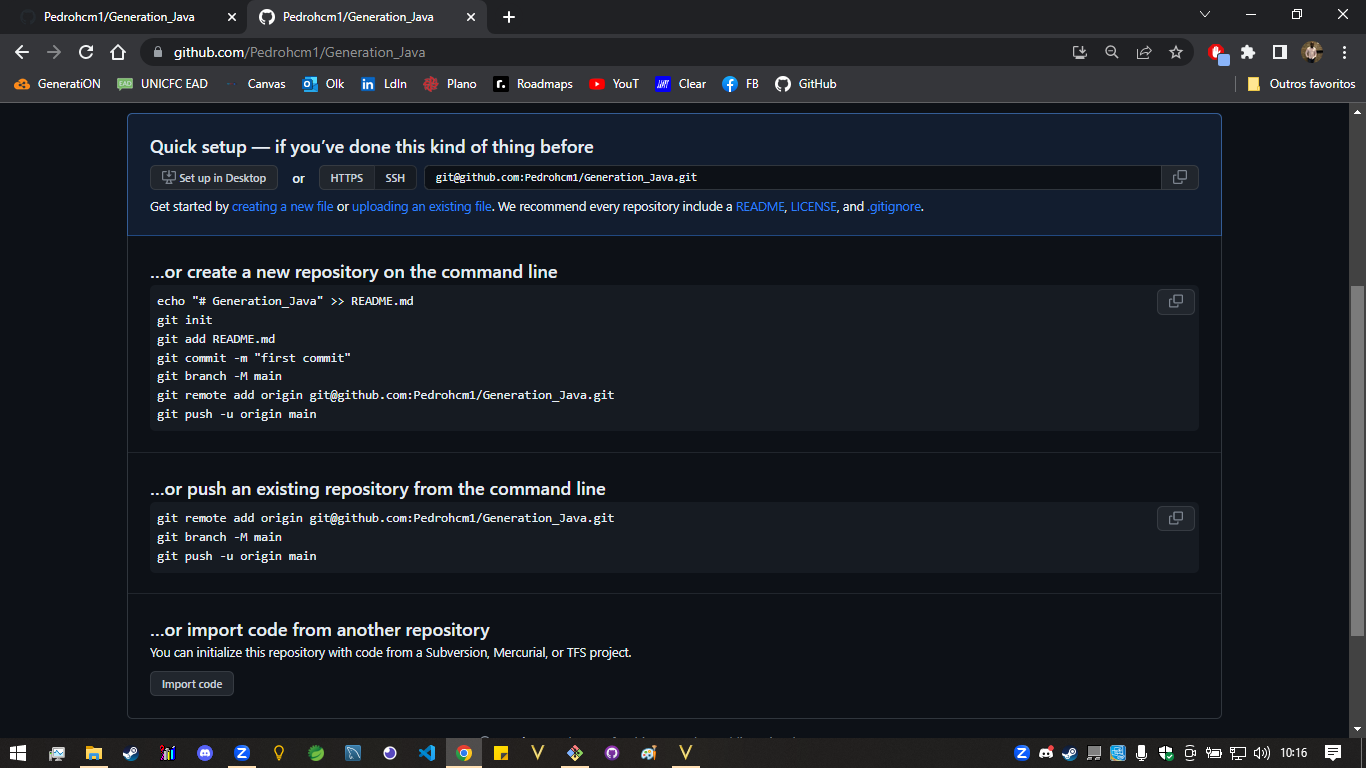 Pedrohcm1/Generation_Java
Pedrohcm1/Generation_Java
github.com/Pedrohcm1/Generation_Java
GeneratiON
EAD
UNICFC EAD
Canvas
Olk
LdIn
Plano
Roadmaps
YouT
Clear
FB
GitHub
Outros favoritos
Quick setup — if you’ve done this kind of thing before
Set up in Desktop
or
HTTPS
SSH
git@github.com:Pedrohcm1/Generation_Java.git
Get started by creating a new file or uploading an existing file. We recommend every repository include a README, LICENSE, and .gitignore.
…or create a new repository on the command line
echo "# Generation_Java" >> README.md
git init
git add README.md
git commit -m "first commit"
git branch -M main
git remote add origin git@github.com:Pedrohcm1/Generation_Java.git
git push -u origin main
…or push an existing repository from the command line
git remote add origin git@github.com:Pedrohcm1/Generation_Java.git
git branch -M main
git push -u origin main
…or import code from another repository
You can initialize this repository with code from a Subversion, Mercurial, or TFS project.
Import code
10:16